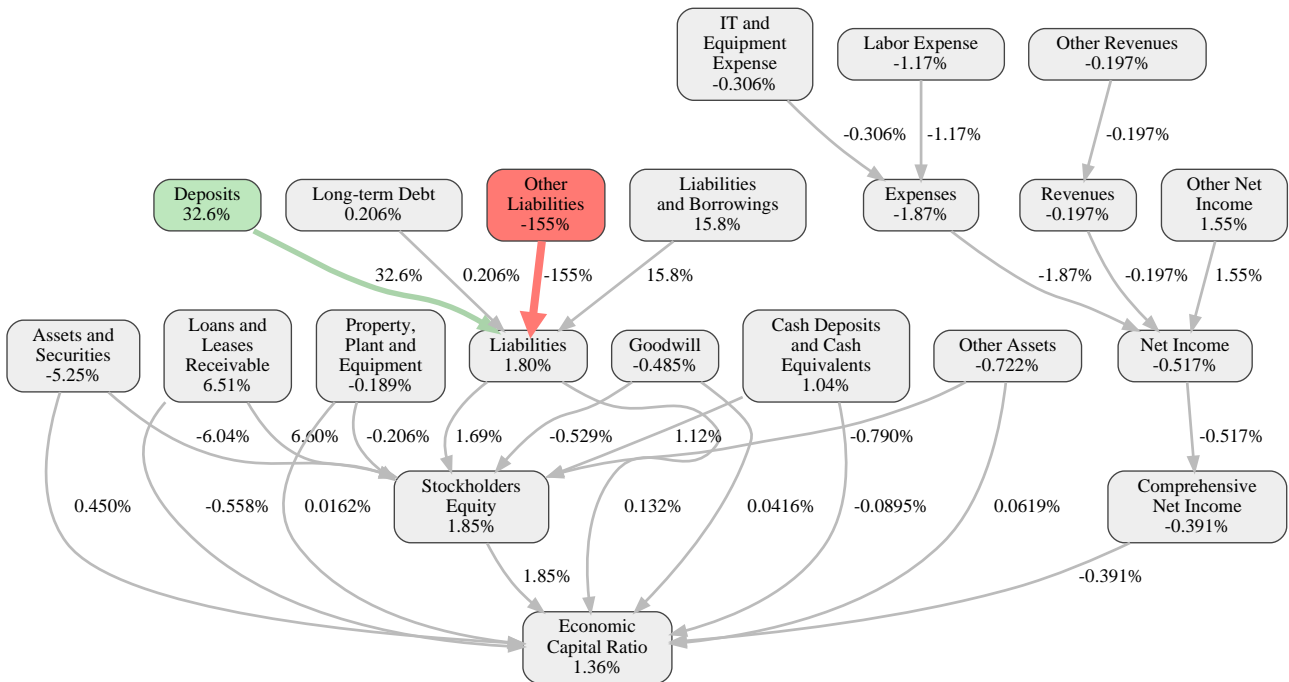 IT and
Equipment
Expense
-0.306%
Labor Expense
-1.17%
Other Revenues
-0.197%
-0.306%
-1.17%
-0.197%
Deposits
32.6%
Long-term Debt
0.206%
Other
Liabilities
-155%
Liabilities
and Borrowings
15.8%
Expenses
-1.87%
Revenues
-0.197%
Other Net
Income
1.55%
32.6%
0.206%
-155%
15.8%
-1.87%
-0.197%
1.55%
Assets and
Securities
-5.25%
Loans and
Leases
Receivable
6.51%
Property,
Plant and
Equipment
-0.189%
Liabilities
1.80%
Goodwill
-0.485%
Cash Deposits
and Cash
Equivalents
1.04%
Other Assets
-0.722%
Net Income
-0.517%
-6.04%
6.60%
-0.206%
1.69%
-0.529%
1.12%
-0.790%
-0.517%
Stockholders
Equity
1.85%
Comprehensive
Net Income
-0.391%
0.450%
-0.558%
0.0162%
0.132%
0.0416%
-0.0895%
0.0619%
1.85%
-0.391%
Economic
Capital Ratio
1.36%